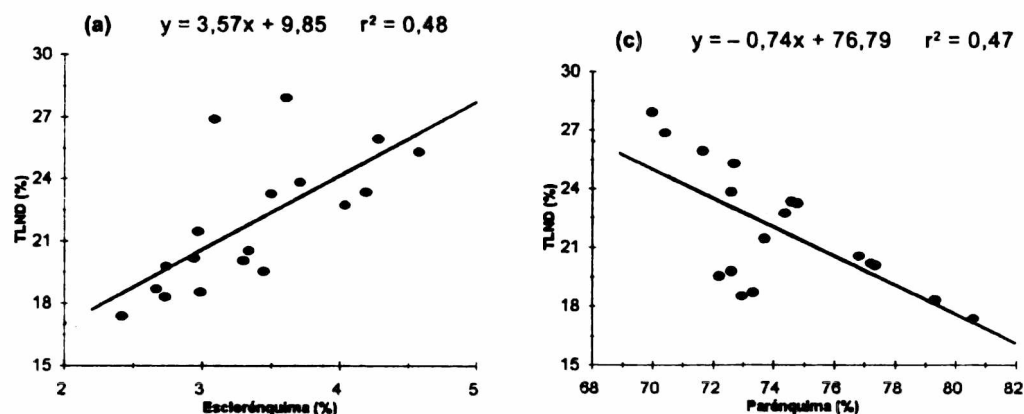 (a) y = 3,57x + 9,85 r² = 0,48
30
27
24
21
18
15
TLND (%)
2 3 4 5
Esclerênquima (%)
(c) y = – 0,74x + 76,79 r² = 0,47
30
27
24
21
18
15
TLND (%)
68 70 72 74 76 78 80 82
Parênquima (%)